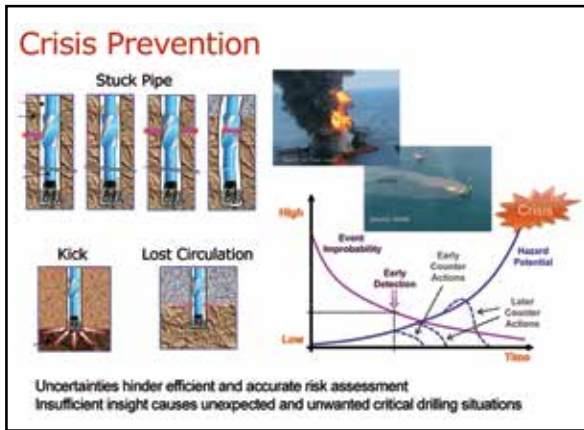 Crisis Prevention
Stuck Pipe
Kick
Lost Circulation
High
Low
Event
Improbability
Early
Detection
Early
Counter
Actions
Hazard
Potential
Crisis
Later
Counter
Actions
Time
Uncertainties hinder efficient and accurate risk assessment
Insufficient insight causes unexpected and unwanted critical drilling situations